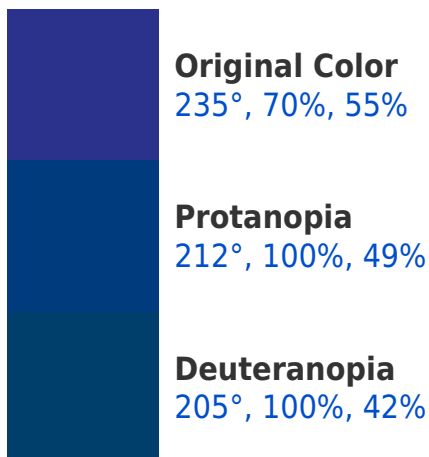 Original Color
235°, 70%, 55%
Protanopia
212°, 100%, 49%
Deuteranopia
205°, 100%, 42%